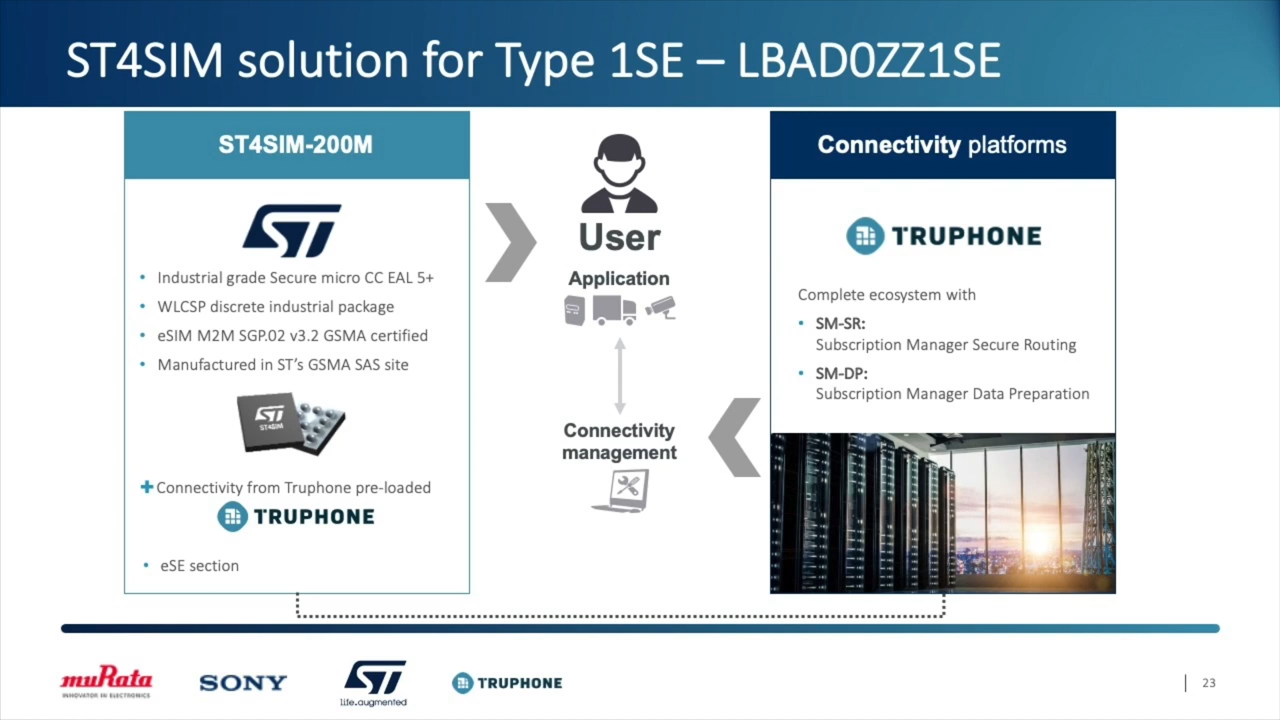 ST4SIM solution for Type 1SE – LBAD0ZZ1SE
ST4SIM-200M
ST
• Industrial grade Secure micro CC EAL 5+
• WLCSP discrete industrial package
• eSIM M2M SGP.02 v3.2 GSMA certified
• Manufactured in ST’s GSMA SAS site
ST
ST4SIM
+ Connectivity from Truphone pre-loaded
TRUPHONE
• eSE section
User
Application
Connectivity
management
Connectivity platforms
TRUPHONE
Complete ecosystem with
• SM-SR:
Subscription Manager Secure Routing
• SM-DP:
Subscription Manager Data Preparation
muRata
INNOVATOR IN ELECTRONICS
SONY
ST
life.augmented
TRUPHONE
23